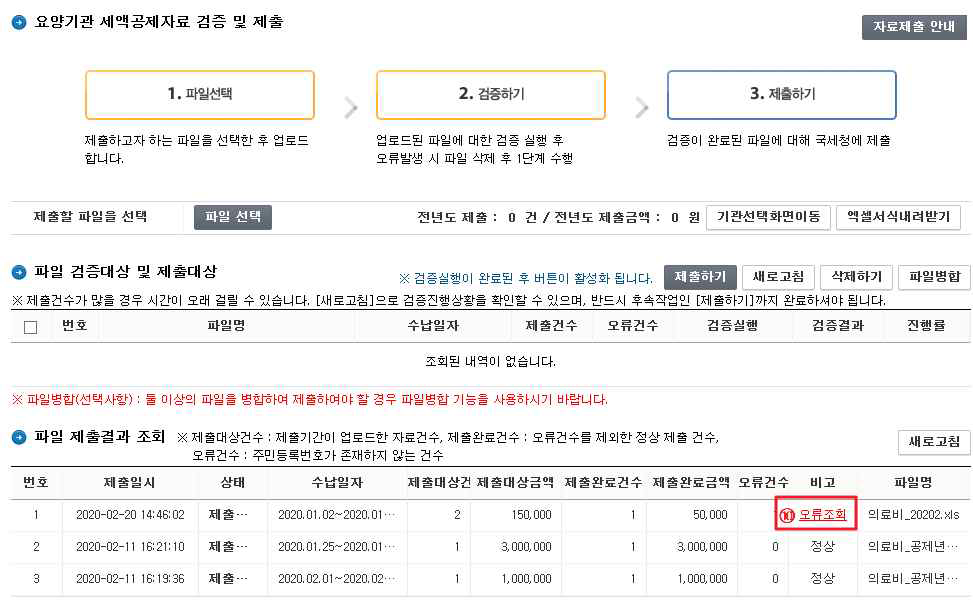 요양기관 세액공제자료 검증 및 제출
자료제출 안내
1. 파일선택
2. 검증하기
3. 제출하기
제출하고자 하는 파일을 선택한 후 업로드
합니다.
업로드된 파일에 대한 검증 실행 후
오류발생 시 파일 삭제 후 1단계 수행
검증이 완료된 파일에 대해 국세청에 제출
제출할 파일을 선택 파일 선택 전년도 제출 : 0 건 / 전년도 제출금액 : 0 원 기관선택화면이동 엑셀서식내려받기
파일 검증대상 및 제출대상 ※ 검증실행이 완료된 후 버튼이 활성화 됩니다. 제출하기 새로고침 삭제하기 파일병합
※ 제출건수가 많을 경우 시간이 오래 걸릴 수 있습니다. [새로고침]으로 검증진행상황을 확인할 수 있으며, 반드시 후속작업인 [제출하기]까지 완료하셔야 됩니다.
번호 파일명 수납일자 제출건수 오류건수 검증실행 검증결과 진행률
조회된 내역이 없습니다.
※ 파일병합(선택사항) : 둘 이상의 파일을 병합하여 제출하여야 할 경우 파일병합 기능을 사용하시기 바랍니다.
파일 제출결과 조회 ※ 제출대상건수 : 제출기간이 업로드한 자료건수, 제출완료건수 : 오류건수를 제외한 정상 제출 건수,
오류건수 : 주민등록번호가 존재하지 않는 건수
새로고침
번호 제출일시 상태 수납일자 제출대상건 제출대상금액 제출완료건수 제출완료금액 오류건수 비고 파일명
1 2020-02-20 14:46:02 제출… 2020.01.02~2020.01… 2 150,000 1 50,000 ⑩ 오류조회 의료비_20202.xls
2 2020-02-11 16:21:10 제출… 2020.01.25~2020.01… 1 3,000,000 1 3,000,000 0 정상 의료비_공제년…
3 2020-02-11 16:19:36 제출… 2020.02.01~2020.02… 1 1,000,000 1 1,000,000 0 정상 의료비_공제년…